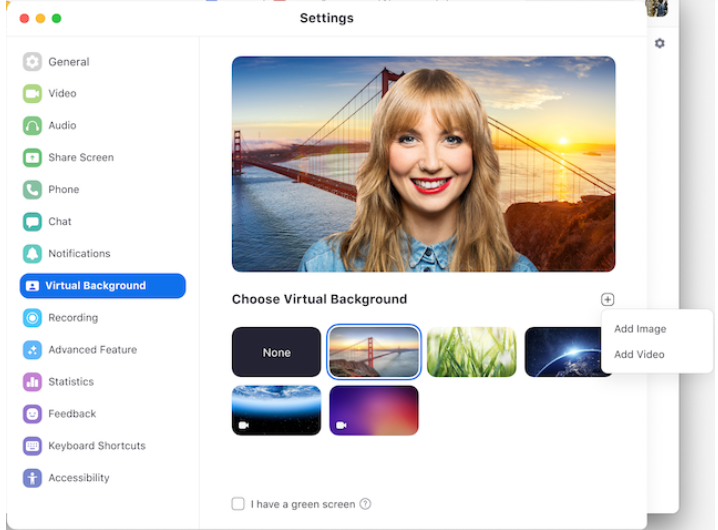 Settings
General
Video
Audio
Share Screen
Phone
Chat
Notifications
Virtual Background
Recording
Advanced Feature
Statistics
Feedback
Keyboard Shortcuts
Accessibility
Choose Virtual Background
Add Image
Add Video
None
I have a green screen ?